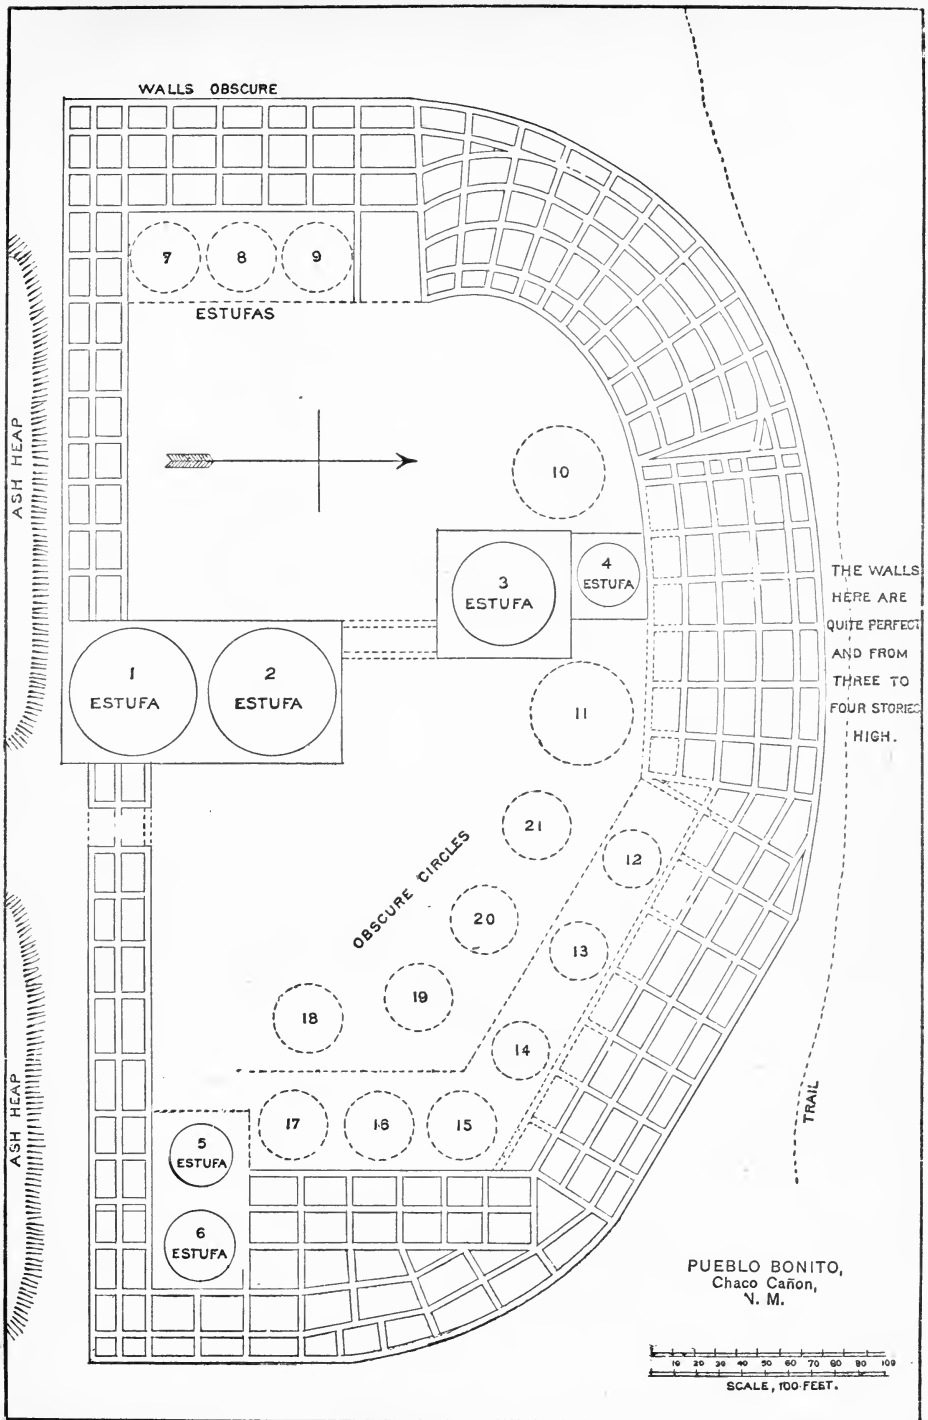 WALLS OBSCURE
7
8
9
ESTUFAS
ASH HEAP
10
3
ESTUFA
4
ESTUFA
THE WALLS
HERE ARE
QUITE PERFECT
AND FROM
THREE TO
FOUR STORIES
HIGH.
1
ESTUFA
2
ESTUFA
11
21
12
OBSCURE CIRCLES
20
13
19
18
14
ASH HEAP
TRAIL
17
16
15
5
ESTUFA
6
ESTUFA
PUEBLO BONITO,
Chaco Cañon,
N. M.
10 20 30 40 50 60 70 80 90 100
SCALE, 100 FEET.